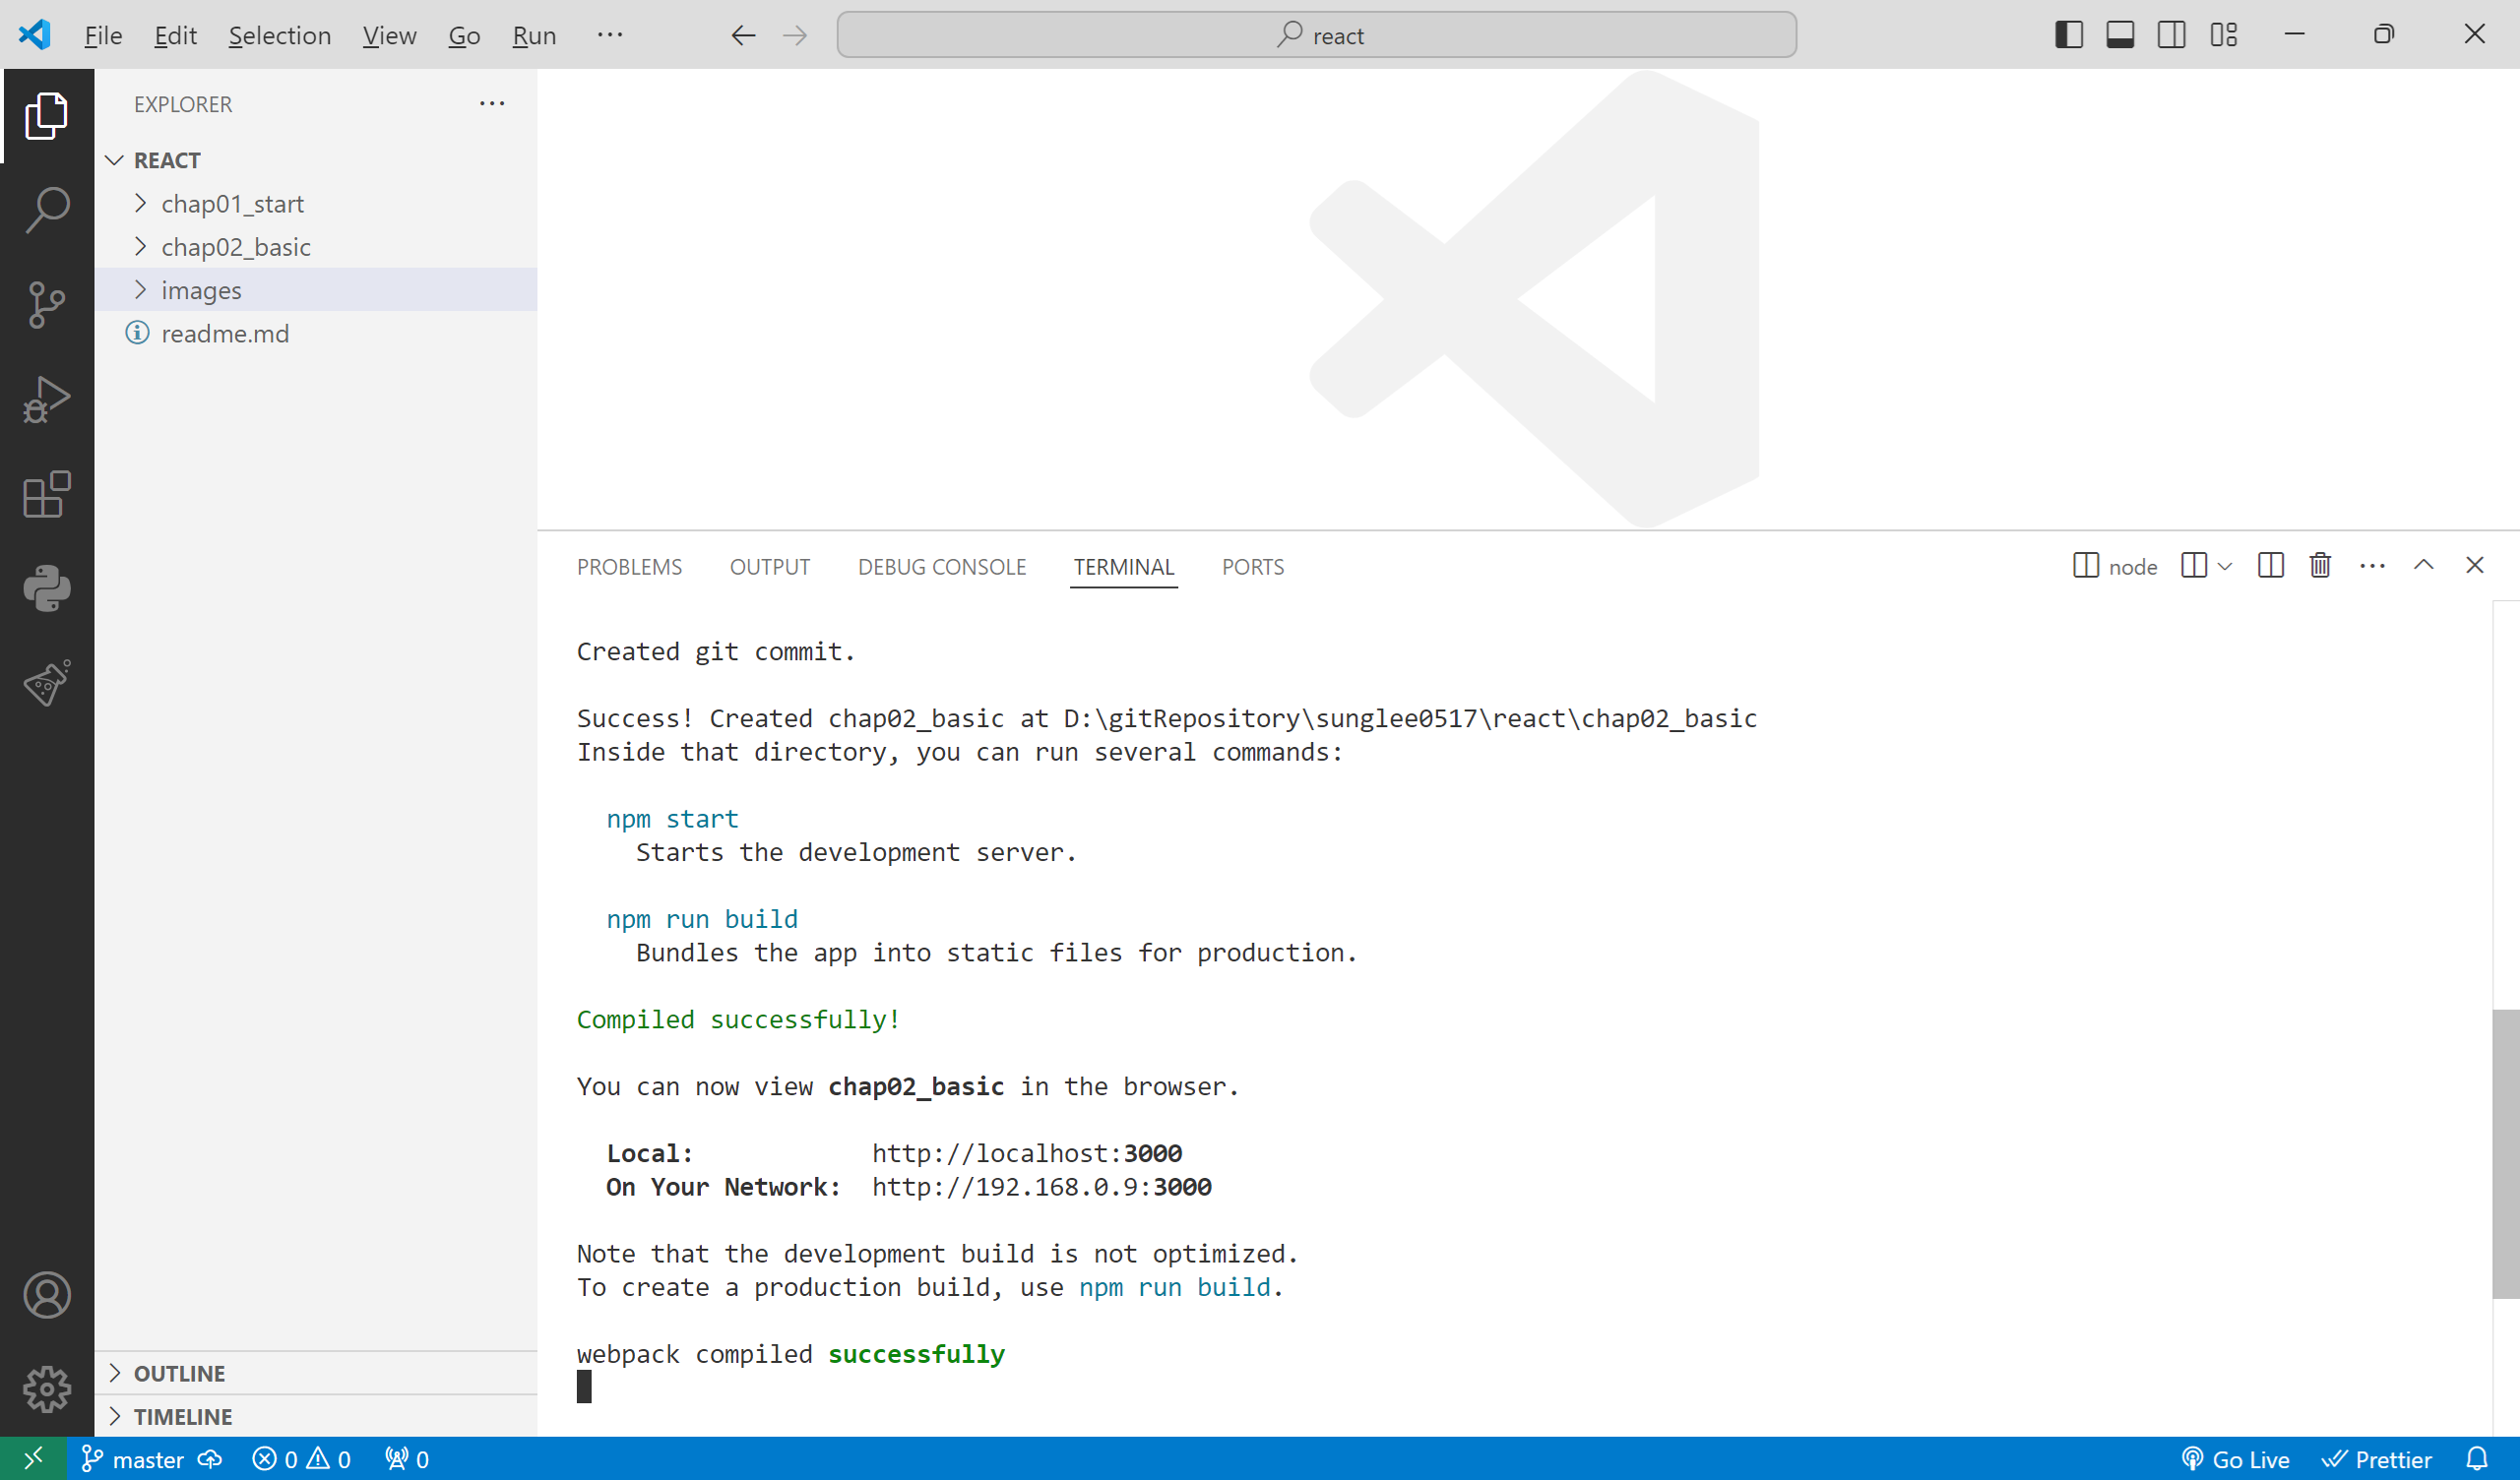 File Edit Selection View Go Run ··· react
EXPLORER ···
REACT
chap01_start
chap02_basic
images
readme.md
OUTLINE
TIMELINE
PROBLEMS OUTPUT DEBUG CONSOLE TERMINAL PORTS node ···
Created git commit.
Success! Created chap02_basic at D:\gitRepository\sunglee0517\react\chap02_basic
Inside that directory, you can run several commands:
npm start
Starts the development server.
npm run build
Bundles the app into static files for production.
Compiled successfully!
You can now view chap02_basic in the browser.
Local: http://localhost:3000
On Your Network: http://192.168.0.9:3000
Note that the development build is not optimized.
To create a production build, use npm run build.
webpack compiled successfully
master 0 0 0 Go Live Prettier